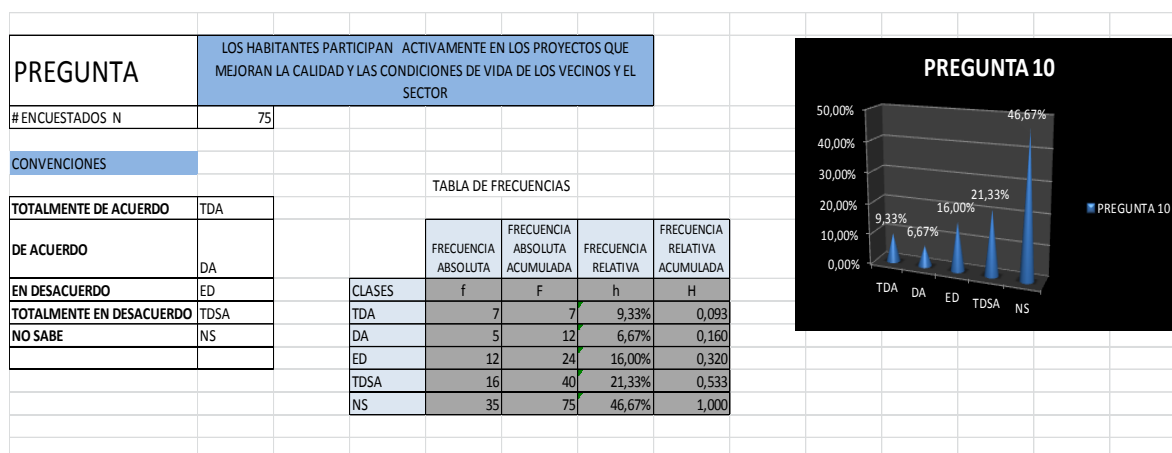 PREGUNTA
LOS HABITANTES PARTICIPAN ACTIVAMENTE EN LOS PROYECTOS QUE
MEJORAN LA CALIDAD Y LAS CONDICIONES DE VIDA DE LOS VECINOS Y EL
SECTOR
# ENCUESTADOS N 75
CONVENCIONES
TOTALMENTE DE ACUERDO TDA
DE ACUERDO DA
EN DESACUERDO ED
TOTALMENTE EN DESACUERDO TDSA
NO SABE NS
TABLA DE FRECUENCIAS
FRECUENCIA
ABSOLUTA
FRECUENCIA
ABSOLUTA
ACUMULADA
FRECUENCIA
RELATIVA
FRECUENCIA
RELATIVA
ACUMULADA
CLASES f F h H
TDA 7 7 9,33% 0,093
DA 5 12 6,67% 0,160
ED 12 24 16,00% 0,320
TDSA 16 40 21,33% 0,533
NS 35 75 46,67% 1,000
PREGUNTA 10
50,00%
40,00%
30,00%
20,00%
10,00%
0,00%
9,33%
6,67%
16,00%
21,33%
46,67%
TDA DA ED TDSA NS
PREGUNTA 10